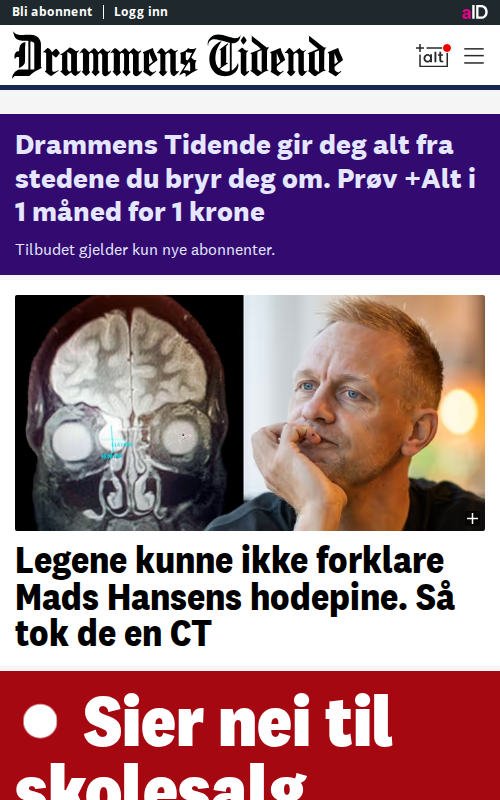 Bli abonnent | Logg inn
aID
Drammens Tidende
+alt
Drammens Tidende gir deg alt fra
stedene du bryr deg om. Prøv +Alt i
1 måned for 1 krone
Tilbudet gjelder kun nye abonnenter.
+
Legene kunne ikke forklare
Mads Hansens hodepine. Så
tok de en CT
Sier nei til
skolesalg